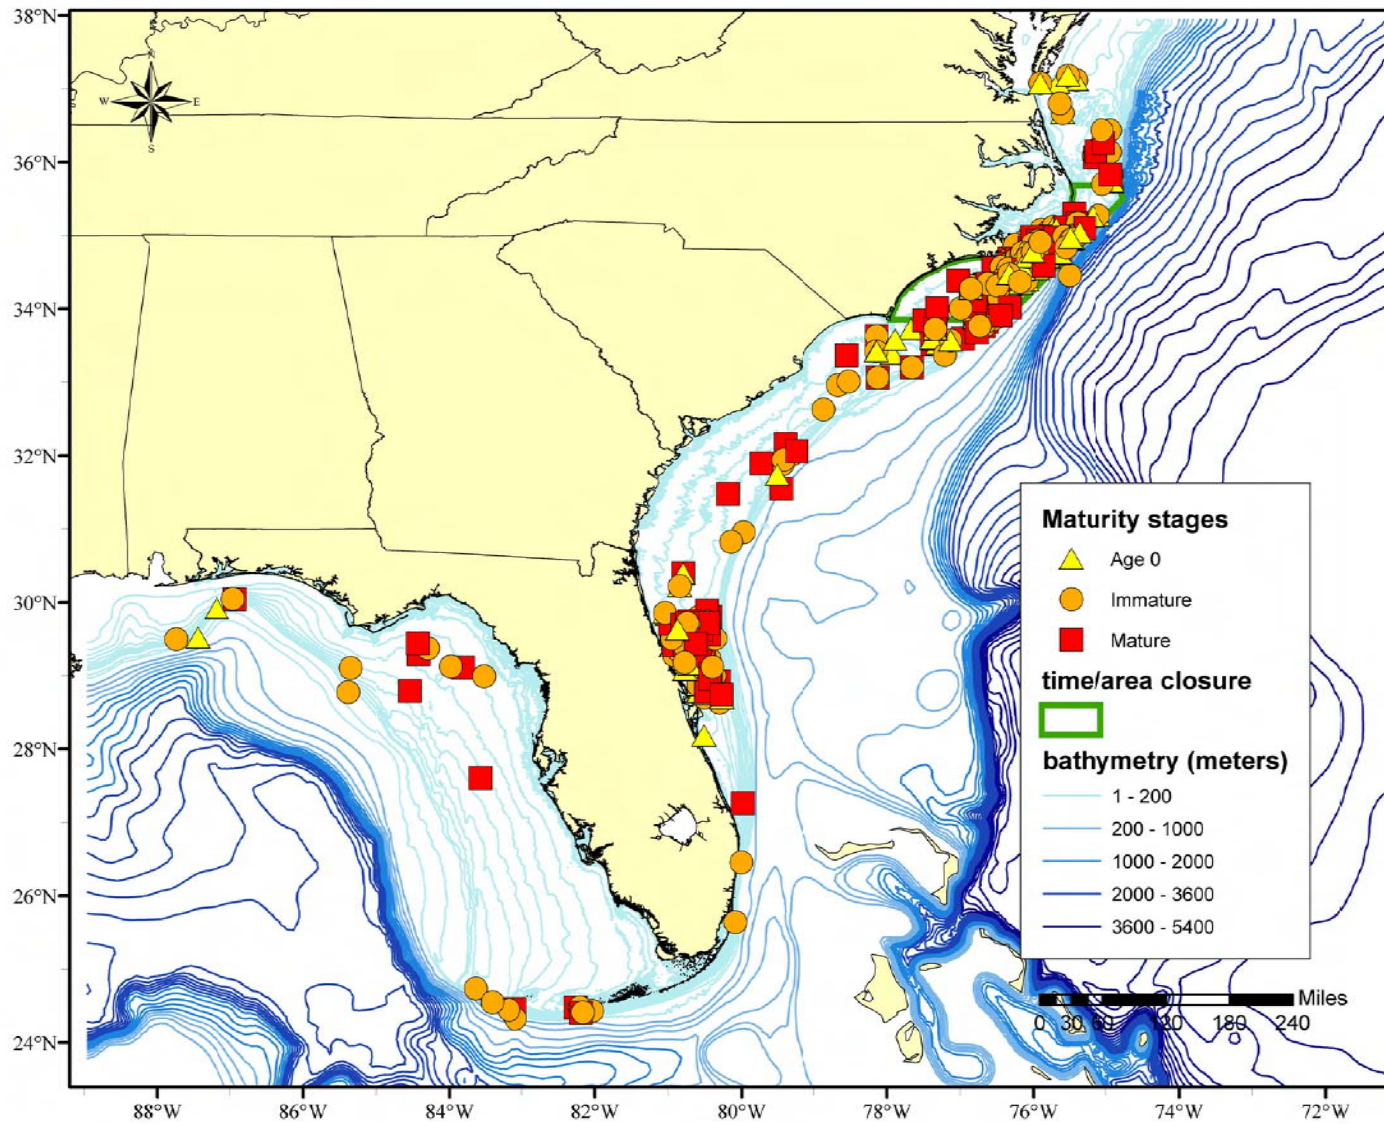 38°N
36°N
34°N
32°N
30°N
28°N
26°N
24°N
N
W E
S
Maturity stages
Age 0
Immature
Mature
time/area closure
bathymetry (meters)
1 - 200
200 - 1000
1000 - 2000
2000 - 3600
3600 - 5400
Miles
0 30 60 120 180 240
88°W 86°W 84°W 82°W 80°W 78°W 76°W 74°W 72°W